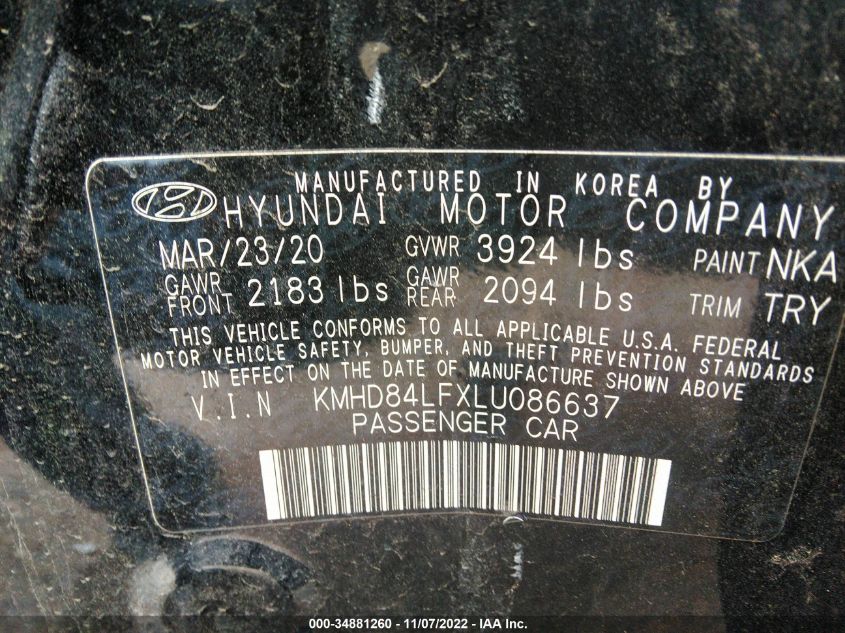 MANUFACTURED IN KOREA BY
HYUNDAI MOTOR COMPANY
MAR/23/20 GVWR 3924 lbs PAINT NKA
GAWR FRONT 2183 lbs GAWR REAR 2094 lbs TRIM TRY
THIS VEHICLE CONFORMS TO ALL APPLICABLE U.S.A. FEDERAL
MOTOR VEHICLE SAFETY, BUMPER, AND THEFT PREVENTION STANDARDS
IN EFFECT ON THE DATE OF MANUFACTURE SHOWN ABOVE
V.I.N KMHD84LFXLU086637
PASSENGER CAR
000-34881260 - 11/07/2022 - IAA Inc.